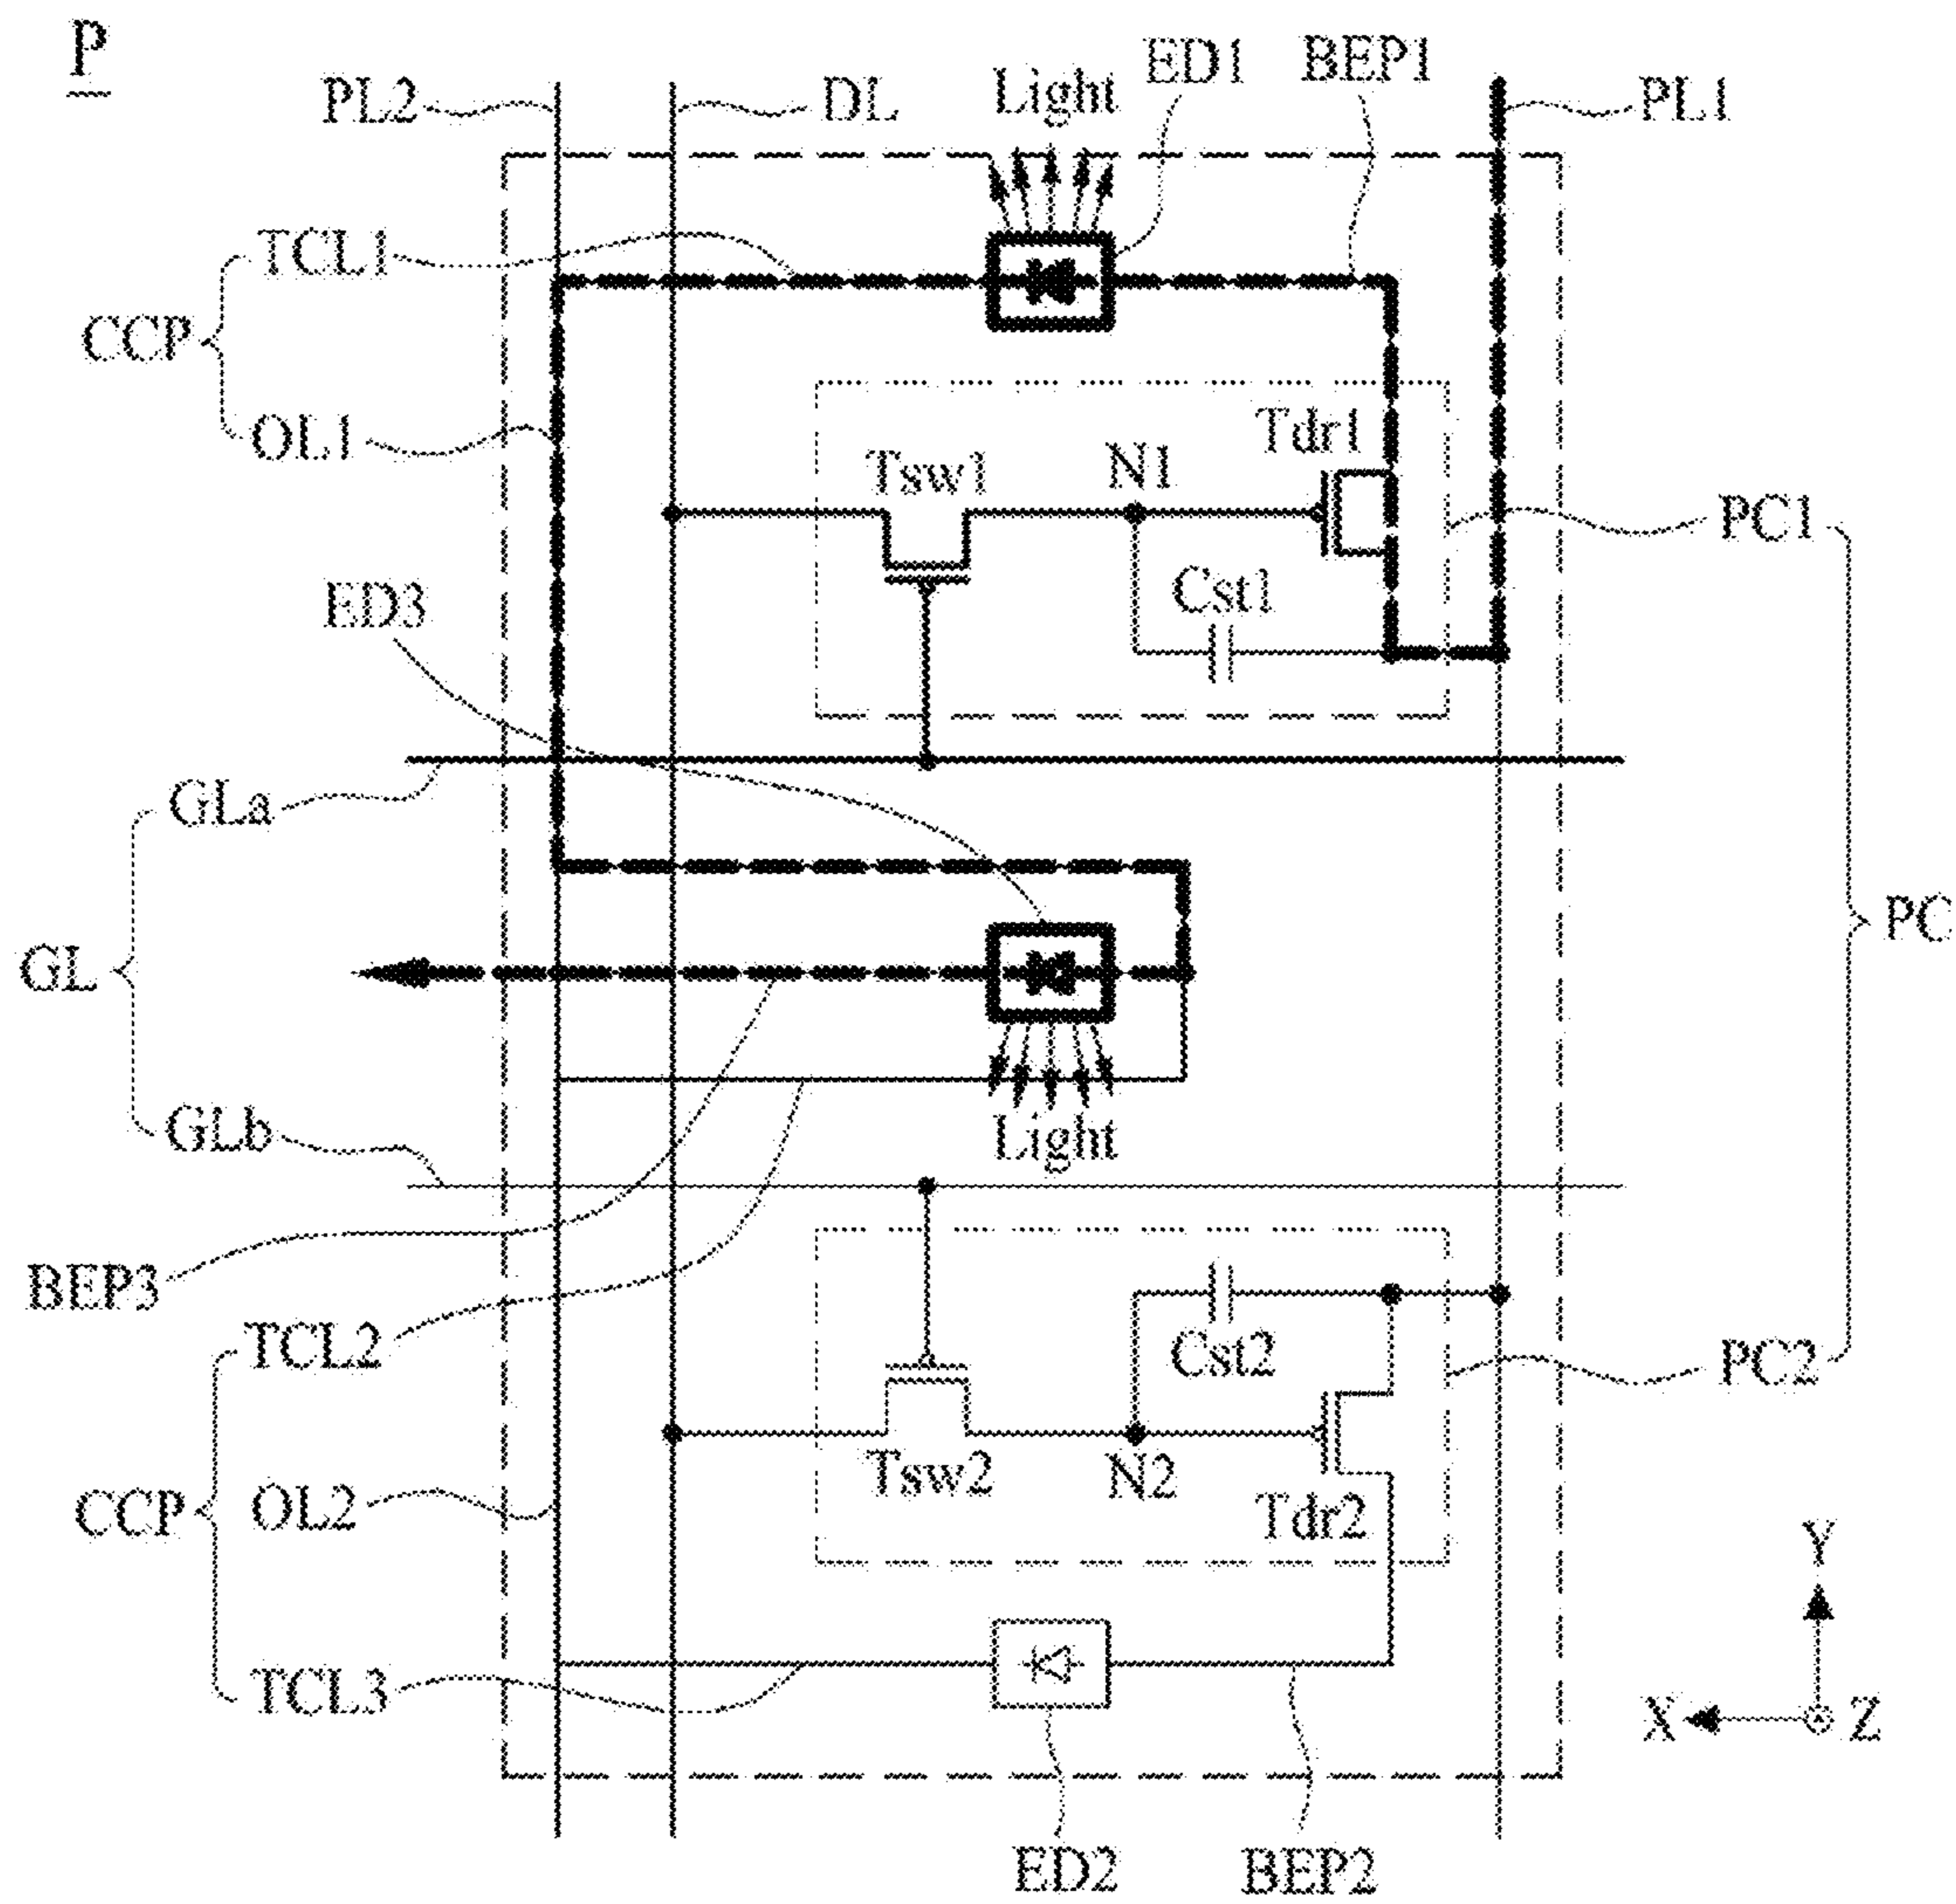 P
PL2
DL
Light
ED1
BEP1
PL1
TCL1
CCP
OL1
Tdr1
Tsw1
N1
PC1
Cst1
ED3
GLa
PC
GL
GLb
Light
BEP3
TCL2
Cst2
PC2
CCP
OL2
Tsw2
N2
Tdr2
Y
TCL3
X
Z
ED2
BEP2